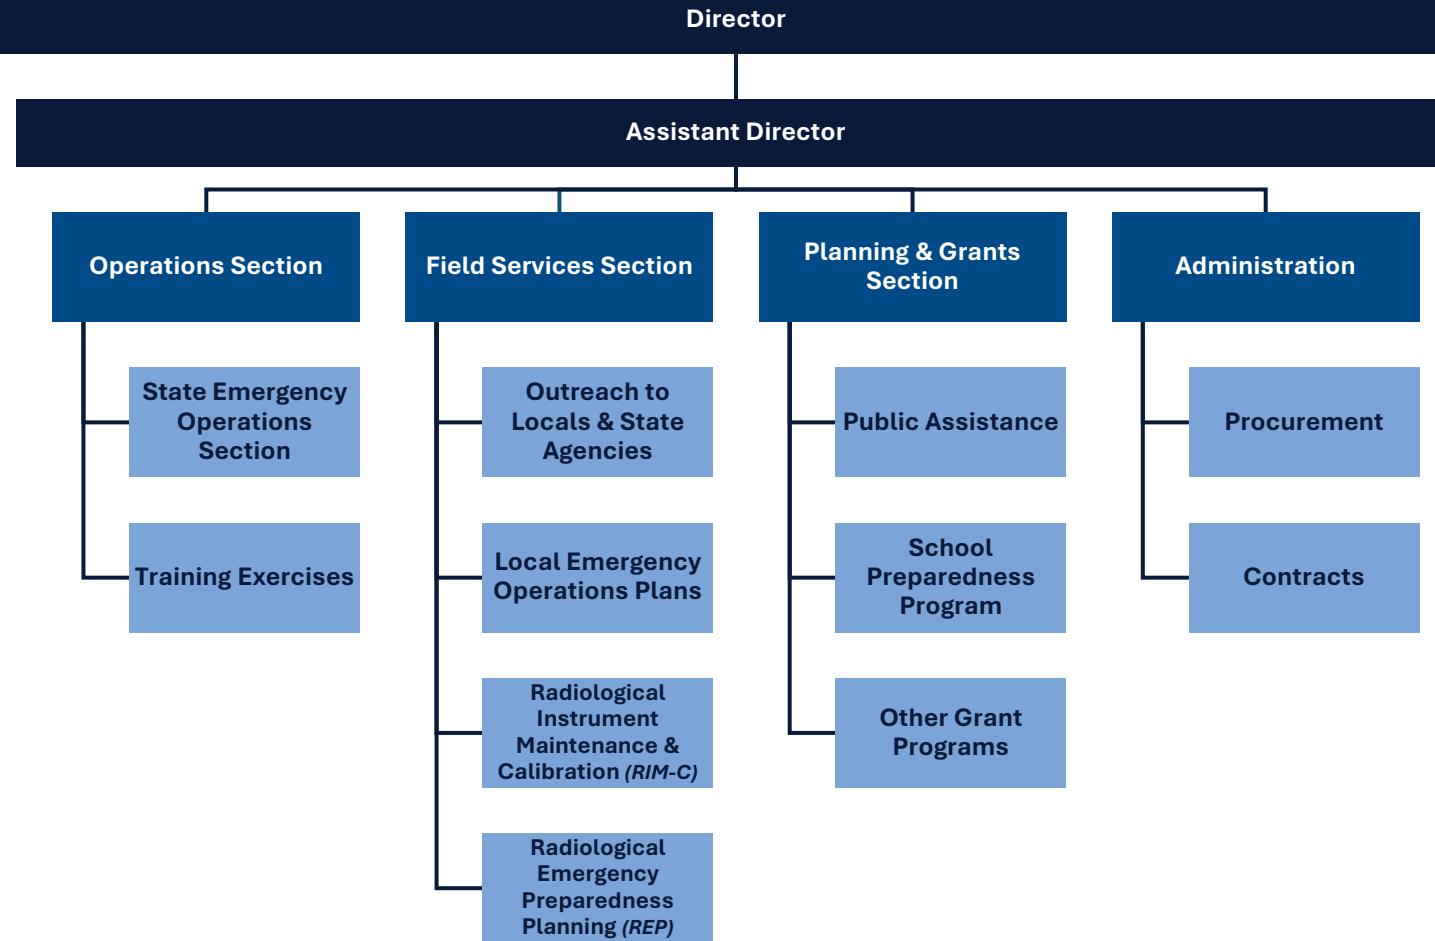 Director
Assistant Director
Operations Section
Field Services Section
Planning & Grants
Section
Administration
State Emergency
Operations
Section
Outreach to
Locals & State
Agencies
Public Assistance
Procurement
Training Exercises
Local Emergency
Operations Plans
School
Preparedness
Program
Contracts
Radiological
Instrument
Maintenance &
Calibration (RIM-C)
Other Grant
Programs
Radiological
Emergency
Preparedness
Planning (REP)